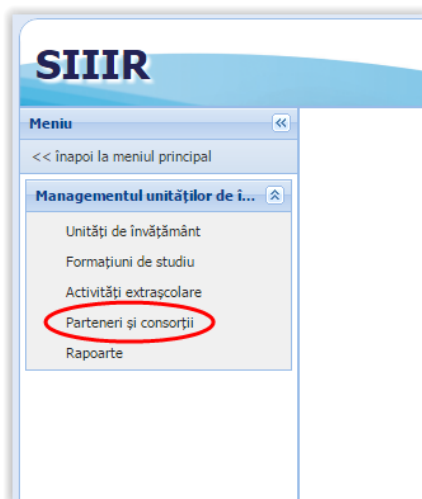 SIIIR
Meniu
<< înapoi la meniul principal
Managementul unităților de î...
Unități de învățământ
Formațiuni de studiu
Activități extrașcolare
Parteneri și consorții
Rapoarte